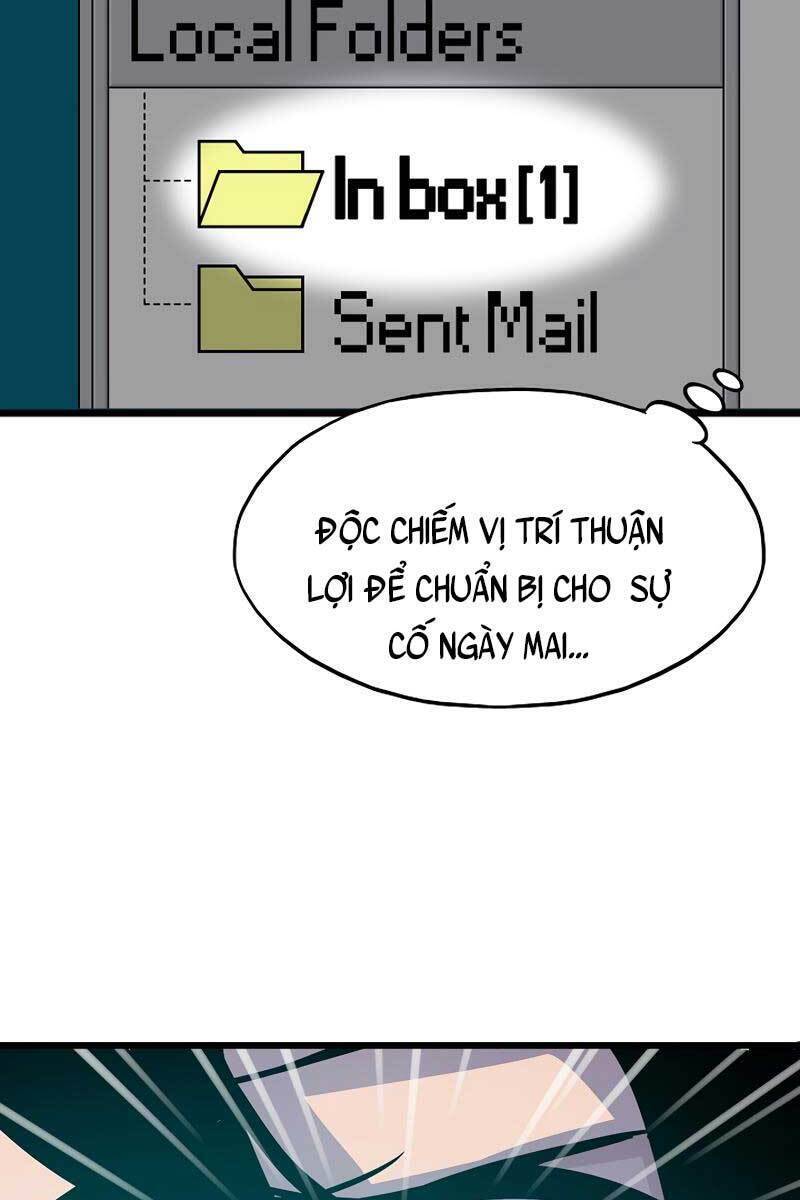 Local Folders
In box [1]
Sent Mail
ĐỘC CHIẾM VỊ TRÍ THUẬN
LỢI ĐỂ CHUẨN BỊ CHO SỰ
CỐ NGÀY MAI...